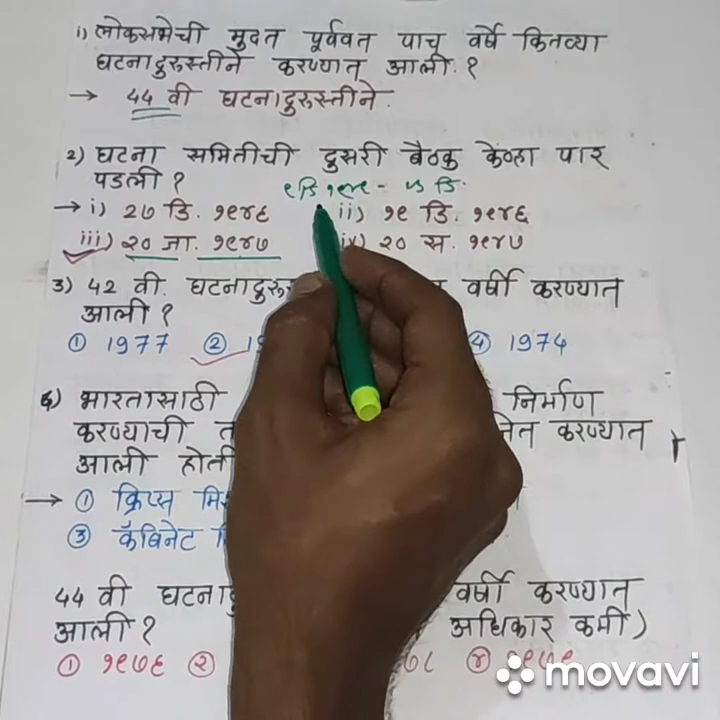 १) लोकसभेची मुदत पूर्ववत पाच वर्षे कितव्या
घटनादुरुस्तीने करण्यात आली ?
→ 44 वी घटनादुरुस्तीने.
२) घटना समितीची दुसरी बैठक केव्हा पार
पडली ?
→ i) २७ डि. १९४६ ii) १९ डि. १९४६
iii) २० जा. १९४७ iv) २० स. १९४७
3) 42 वी. वर्षी करण्यात
आली ?
① 1977 ② ④ 1974
भारतासाठी निर्माण
करण्याची करण्यात
आली होती
→ ① क्रिप्स
③ कॅबिनेट
44 वी वर्षी करण्यात
आली ? अधिकार कमी)
① १९७६ ② ७८ ४ १९७९
movavi